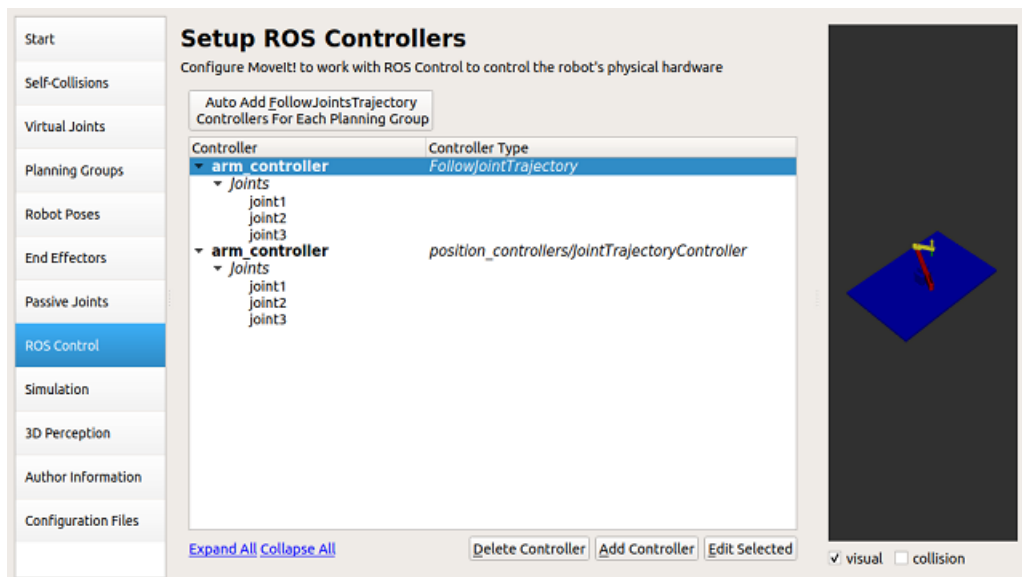 Start
Self-Collisions
Virtual Joints
Planning Groups
Robot Poses
End Effectors
Passive Joints
ROS Control
Simulation
3D Perception
Author Information
Configuration Files
Setup ROS Controllers
Configure MoveIt! to work with ROS Control to control the robot's physical hardware
Auto Add FollowJointsTrajectory
Controllers For Each Planning Group
Controller Controller Type
arm_controller FollowJointTrajectory
Joints
joint1
joint2
joint3
arm_controller position_controllers/JointTrajectoryController
Joints
joint1
joint2
joint3
Expand All Collapse All Delete Controller Add Controller Edit Selected
visual collision